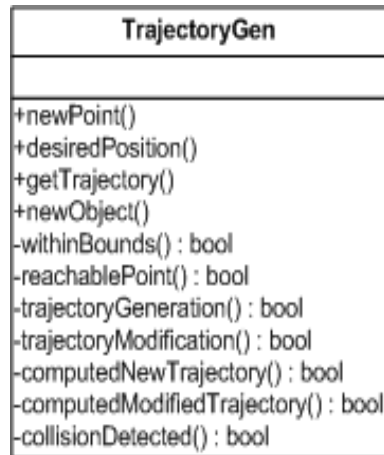 TrajectoryGen
+newPoint()
+desiredPosition()
+getTrajectory()
+newObject()
-withinBounds() : bool
-reachablePoint() : bool
-trajectoryGeneration() : bool
-trajectoryModification() : bool
-computedNewTrajectory() : bool
-computedModifiedTrajectory() : bool
-collisionDetected() : bool